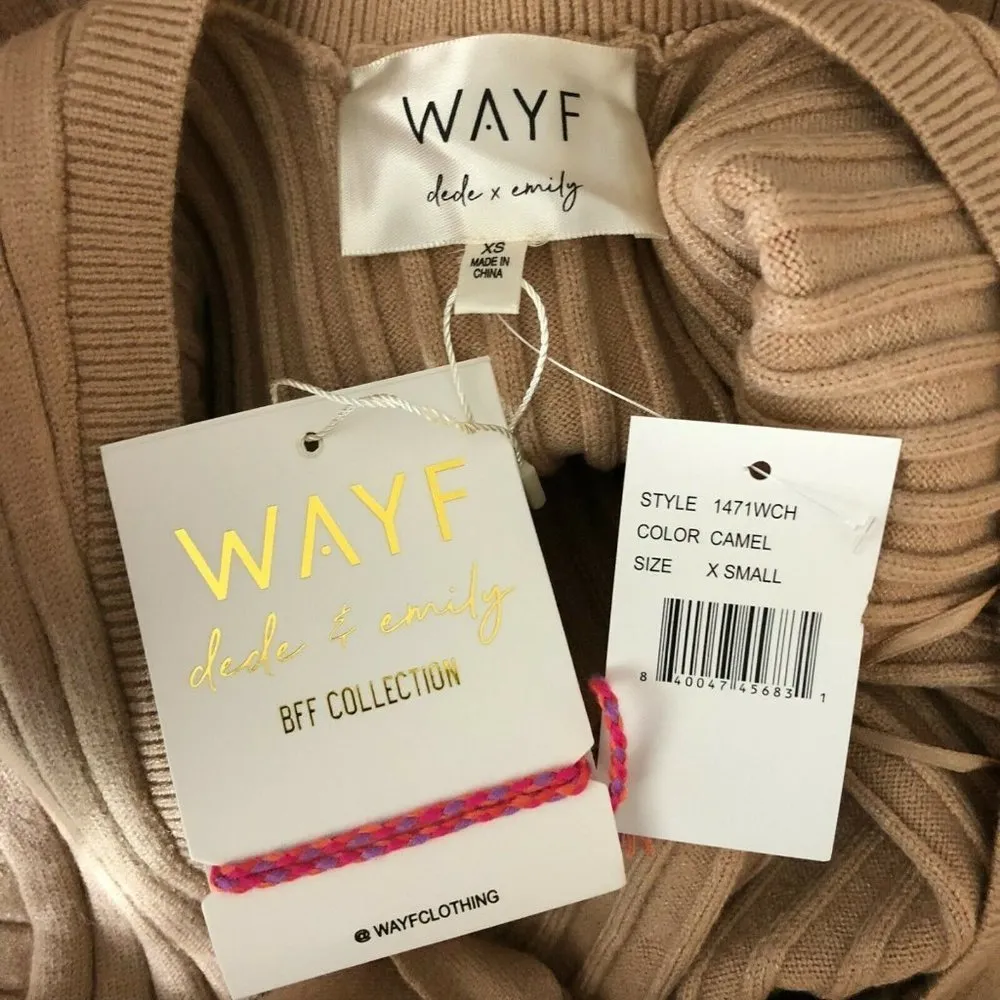 WAYF
dede x emily
XS
MADE IN
CHINA
WAYF
dede & emily
BFF COLLECTION
@WAYFCLOTHING
STYLE 1471WCH
COLOR CAMEL
SIZE X SMALL
8 40047 45683 1